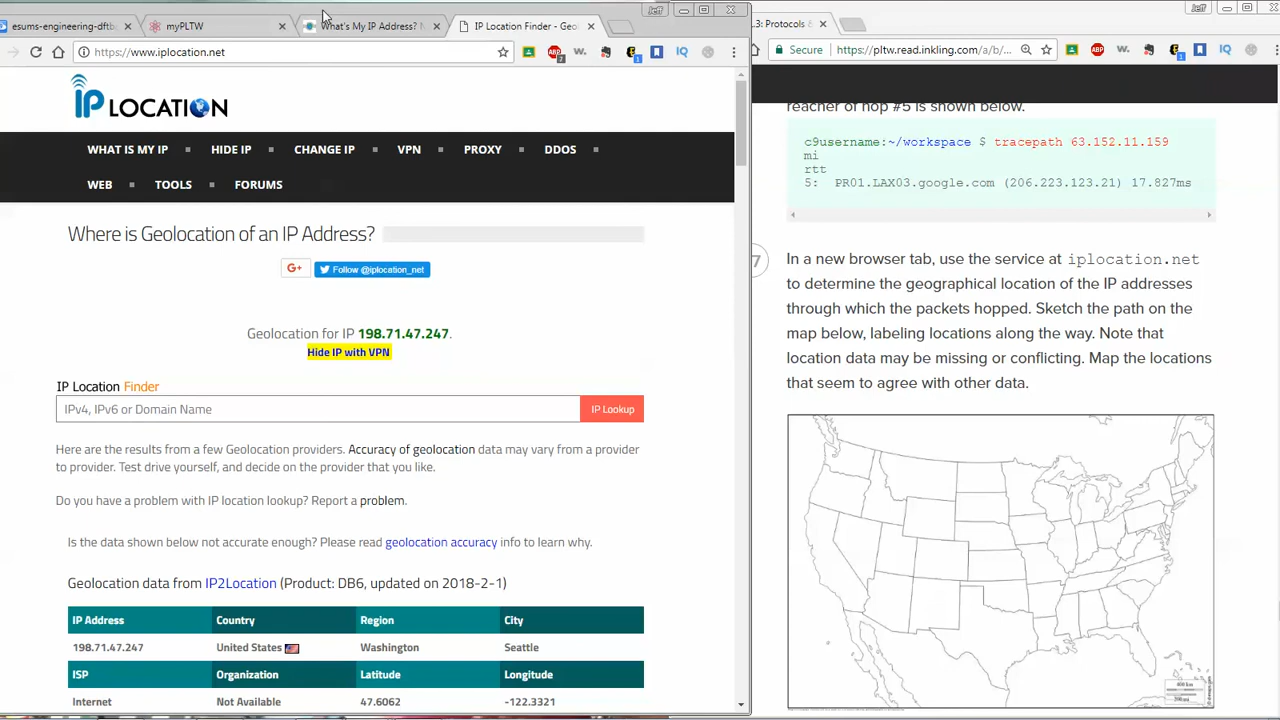 esums-engineering-dftb
myPLTW
What's My IP Address? N
IP Location Finder - Geo
Jeff
https://www.iplocation.net
IP LOCATION
WHAT IS MY IP
HIDE IP
CHANGE IP
VPN
PROXY
DDOS
WEB
TOOLS
FORUMS
Where is Geolocation of an IP Address?
G+
Follow @iplocation_net
Geolocation for IP 198.71.47.247.
Hide IP with VPN
IP Location Finder
IPv4, IPv6 or Domain Name
IP Lookup
Here are the results from a few Geolocation providers. Accuracy of geolocation data may vary from a provider
to provider. Test drive yourself, and decide on the provider that you like.
Do you have a problem with IP location lookup? Report a problem.
Is the data shown below not accurate enough? Please read geolocation accuracy info to learn why.
Geolocation data from IP2Location (Product: DB6, updated on 2018-2-1)
IP Address Country Region City
198.71.47.247 United States Washington Seattle
ISP Organization Latitude Longitude
Internet Not Available 47.6062 -122.3321
.3: Protocols &
Jeff
Secure
https://pltw.read.inkling.com/a/b/...
reacher of hop #5 is shown below.
c9username:~/workspace $ tracepath 63.152.11.159
mi
rtt
5: PR01.LAX03.google.com (206.223.123.21) 17.827ms
7
In a new browser tab, use the service at iplocation.net
to determine the geographical location of the IP addresses
through which the packets hopped. Sketch the path on the
map below, labeling locations along the way. Note that
location data may be missing or conflicting. Map the locations
that seem to agree with other data.